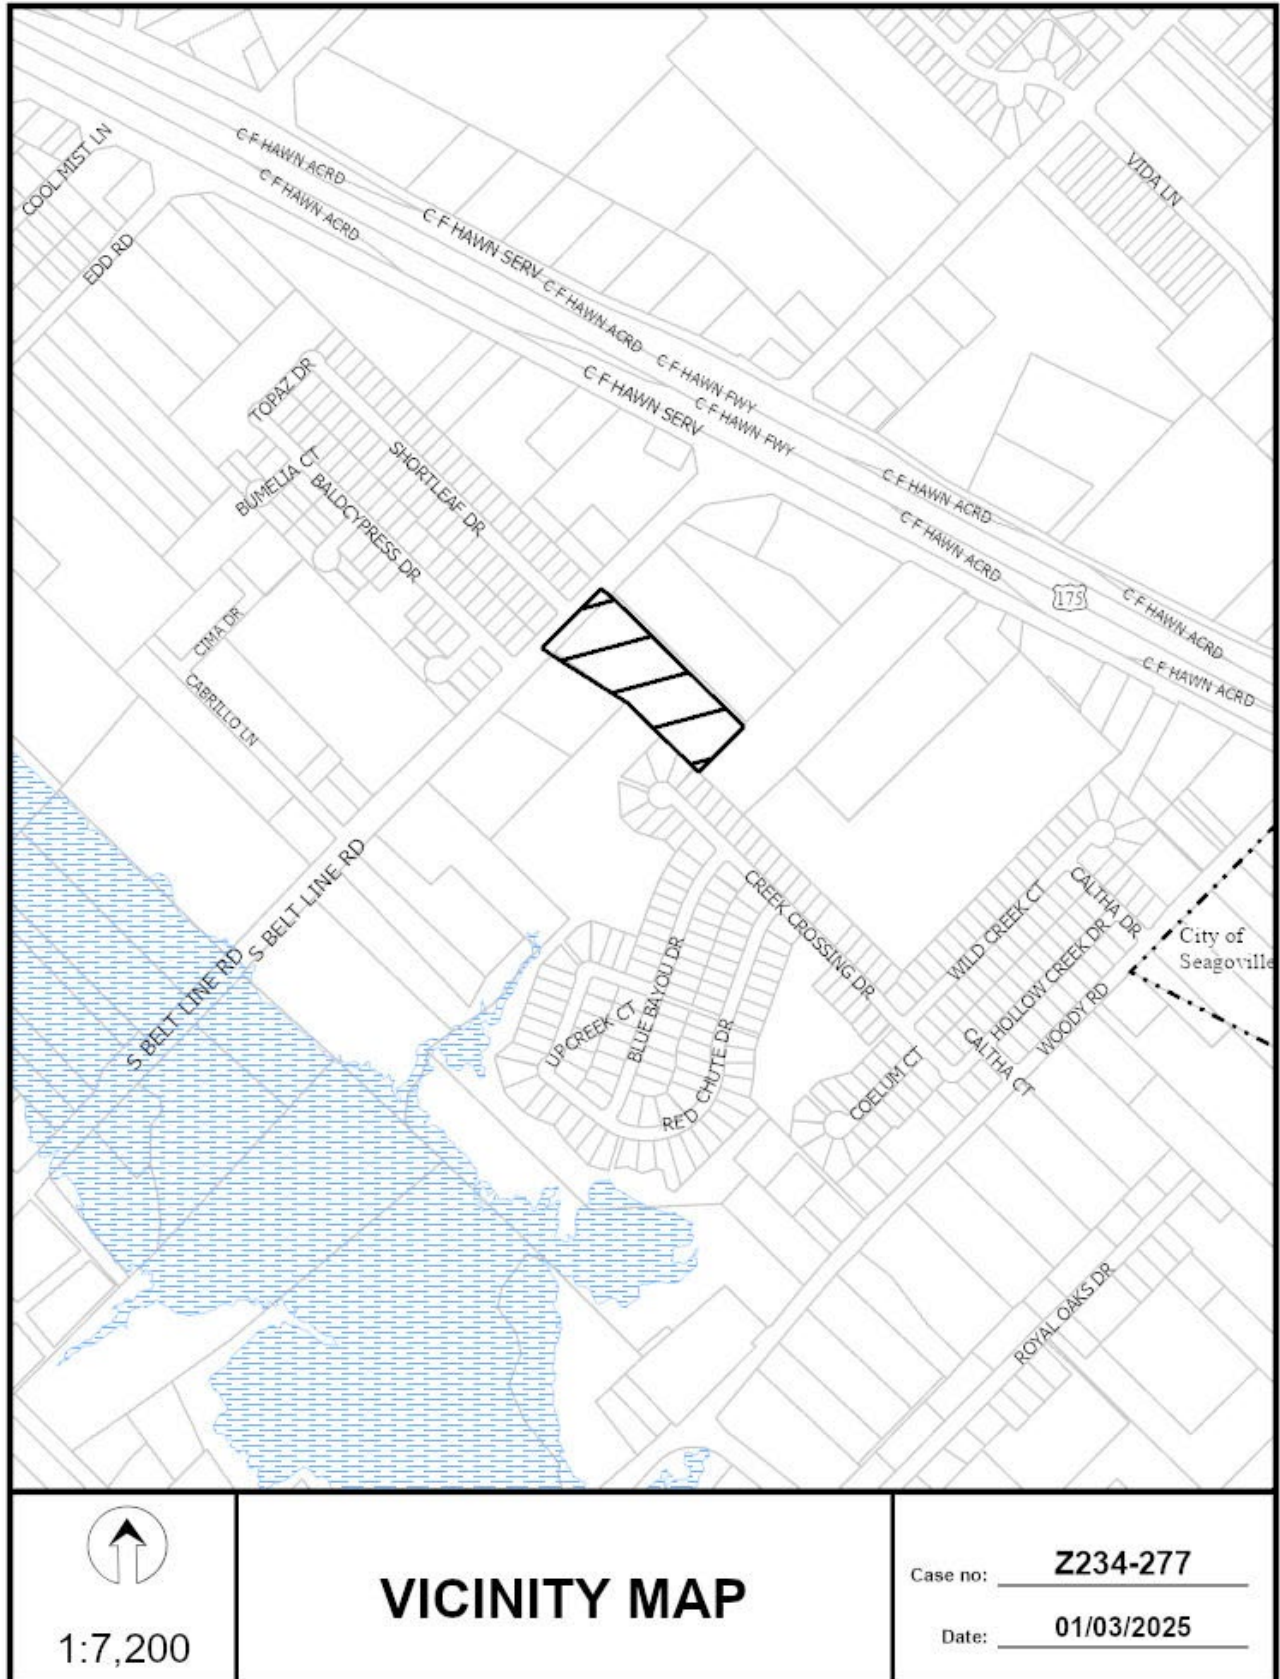 C F HAWN ACRD
COOL MIST LN
C F HAWN ACRD
VIDA LN
C F HAWN SERV
EDD RD
C F HAWN ACRD
C F HAWN FWY
C F HAWN SERV
C F HAWN FWY
TOPAZ DR
SHORTLEAF DR
BUMELIA CT
BALDCYPRESS DR
C F HAWN ACRD
C F HAWN ACRD
175
C F HAWN ACRD
C F HAWN ACRD
CIMA DR
CABRILLO LN
S BELT LINE RD
S BELT LINE RD
CREEK CROSSING DR
WILD CREEK CT
CALTHA DR
HOLLOW CREEK DR
City of
Seagoville
WOODY RD
UP CREEK CT
BLUE BAYOU DR
RED CHUTE DR
COELUM CT
CALTHA CT
ROYAL OAKS DR
1:7,200
VICINITY MAP
Case no: Z234-277
Date: 01/03/2025